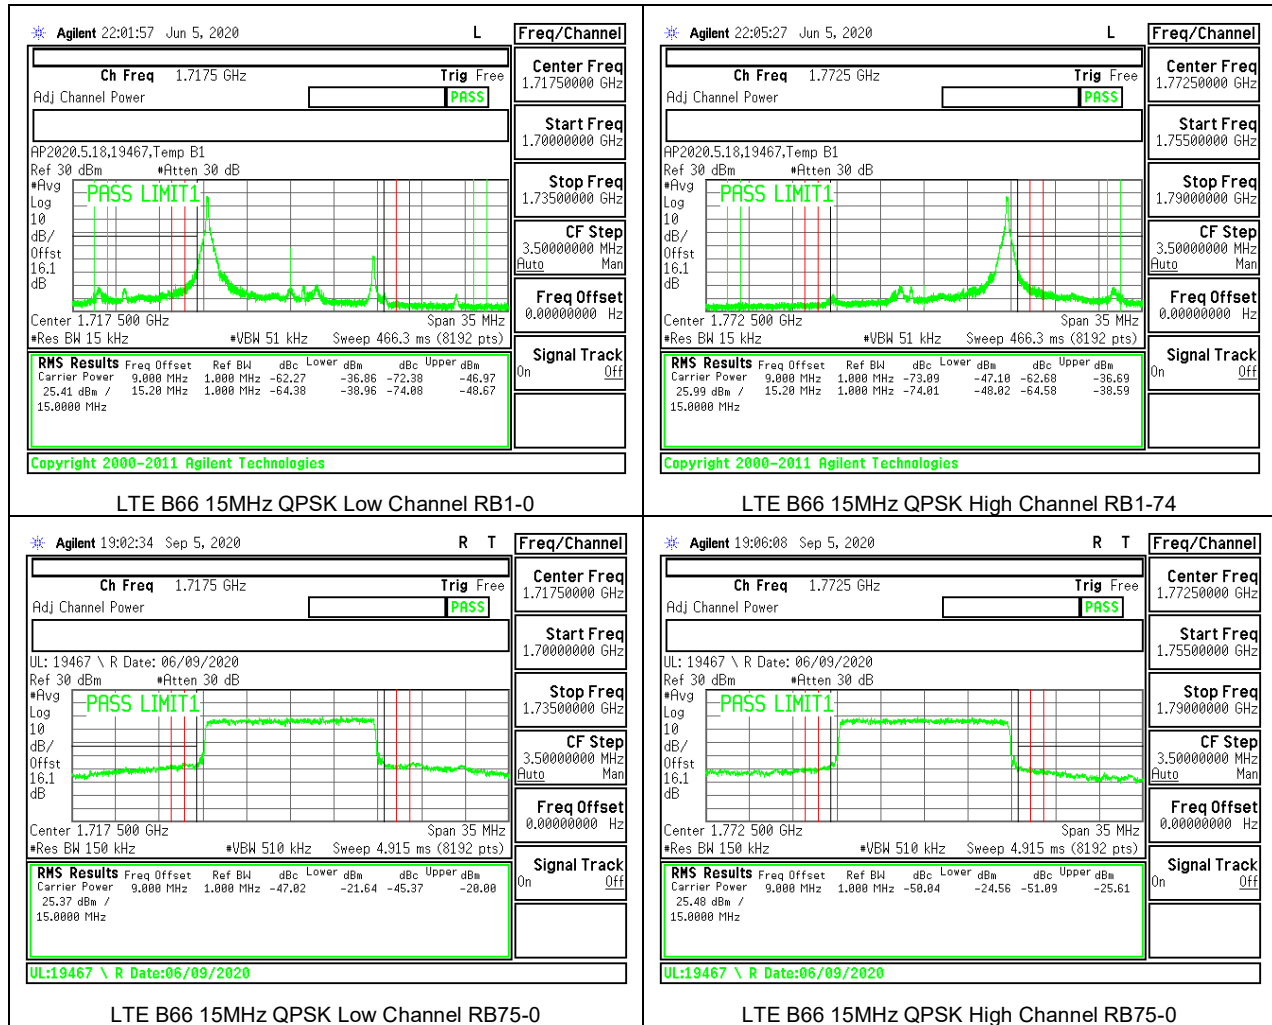 Agilent 22:01:57 Jun 5, 2020 L
Freq/Channel
Ch Freq 1.7175 GHz Trig Free
Adj Channel Power PASS
AP2020.5.18,19467,Temp B1
Ref 30 dBm #Atten 30 dB
#Avg
Log
10
dB/
Offst
16.1
dB
PASS LIMIT1
Center 1.717 500 GHz Span 35 MHz
#Res BW 15 kHz #VBW 51 kHz Sweep 466.3 ms (8192 pts)
RMS Results Freq Offset Ref BW dBc Lower dBm dBc Upper dBm
Carrier Power 9.000 MHz 1.000 MHz -62.27 -36.86 -72.38 -46.97
25.41 dBm / 15.20 MHz 1.000 MHz -64.38 -38.96 -74.08 -48.67
15.0000 MHz
Center Freq
1.71750000 GHz
Start Freq
1.70000000 GHz
Stop Freq
1.73500000 GHz
CF Step
3.50000000 MHz
Auto Man
Freq Offset
0.00000000 Hz
Signal Track
On Off
Copyright 2000-2011 Agilent Technologies
LTE B66 15MHz QPSK Low Channel RB1-0
Agilent 22:05:27 Jun 5, 2020 L
Freq/Channel
Ch Freq 1.7725 GHz Trig Free
Adj Channel Power PASS
AP2020.5.18,19467,Temp B1
Ref 30 dBm #Atten 30 dB
#Avg
Log
10
dB/
Offst
16.1
dB
PASS LIMIT1
Center 1.772 500 GHz Span 35 MHz
#Res BW 15 kHz #VBW 51 kHz Sweep 466.3 ms (8192 pts)
RMS Results Freq Offset Ref BW dBc Lower dBm dBc Upper dBm
Carrier Power 9.000 MHz 1.000 MHz -73.09 -47.10 -62.68 -36.69
25.99 dBm / 15.20 MHz 1.000 MHz -74.01 -48.02 -64.58 -38.59
15.0000 MHz
Center Freq
1.77250000 GHz
Start Freq
1.75500000 GHz
Stop Freq
1.79000000 GHz
CF Step
3.50000000 MHz
Auto Man
Freq Offset
0.00000000 Hz
Signal Track
On Off
Copyright 2000-2011 Agilent Technologies
LTE B66 15MHz QPSK High Channel RB1-74
Agilent 19:02:34 Sep 5, 2020 R T
Freq/Channel
Ch Freq 1.7175 GHz Trig Free
Adj Channel Power PASS
UL: 19467 \ R Date: 06/09/2020
Ref 30 dBm #Atten 30 dB
#Avg
Log
10
dB/
Offst
16.1
dB
PASS LIMIT1
Center 1.717 500 GHz Span 35 MHz
#Res BW 150 kHz #VBW 510 kHz Sweep 4.915 ms (8192 pts)
RMS Results Freq Offset Ref BW dBc Lower dBm dBc Upper dBm
Carrier Power 9.000 MHz 1.000 MHz -47.02 -21.64 -45.37 -20.00
25.37 dBm /
15.0000 MHz
Center Freq
1.71750000 GHz
Start Freq
1.70000000 GHz
Stop Freq
1.73500000 GHz
CF Step
3.50000000 MHz
Auto Man
Freq Offset
0.00000000 Hz
Signal Track
On Off
UL:19467 \ R Date:06/09/2020
LTE B66 15MHz QPSK Low Channel RB75-0
Agilent 19:06:08 Sep 5, 2020 R T
Freq/Channel
Ch Freq 1.7725 GHz Trig Free
Adj Channel Power PASS
UL: 19467 \ R Date: 06/09/2020
Ref 30 dBm #Atten 30 dB
#Avg
Log
10
dB/
Offst
16.1
dB
PASS LIMIT1
Center 1.772 500 GHz Span 35 MHz
#Res BW 150 kHz #VBW 510 kHz Sweep 4.915 ms (8192 pts)
RMS Results Freq Offset Ref BW dBc Lower dBm dBc Upper dBm
Carrier Power 9.000 MHz 1.000 MHz -50.04 -24.56 -51.09 -25.61
25.48 dBm /
15.0000 MHz
Center Freq
1.77250000 GHz
Start Freq
1.75500000 GHz
Stop Freq
1.79000000 GHz
CF Step
3.50000000 MHz
Auto Man
Freq Offset
0.00000000 Hz
Signal Track
On Off
UL:19467 \ R Date:06/09/2020
LTE B66 15MHz QPSK High Channel RB75-0